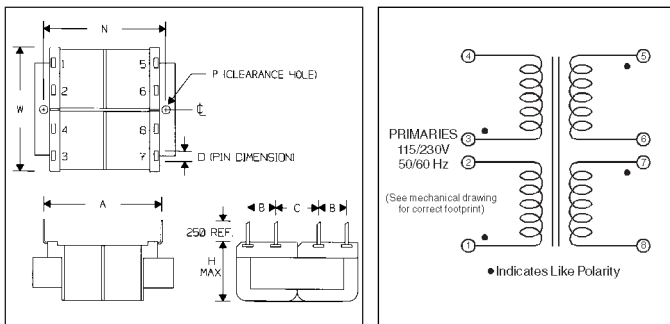 N
1 5
P (CLEARANCE HOLE)
2 6
W
℄
4 8
3 7
D (PIN DIMENSION)
A
B C B
.250 REF.
H
MAX
4 5
PRIMARIES
115/230V
50/60 Hz
3 6
2 7
(See mechanical drawing
for correct footprint)
1 8
●Indicates Like Polarity